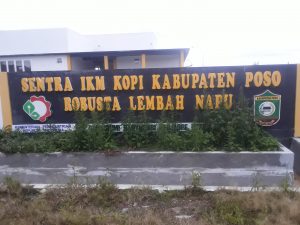 SENTRA IKM KOPI KABUPATEN POSO
ROBUSTA LEMBAH NAPU